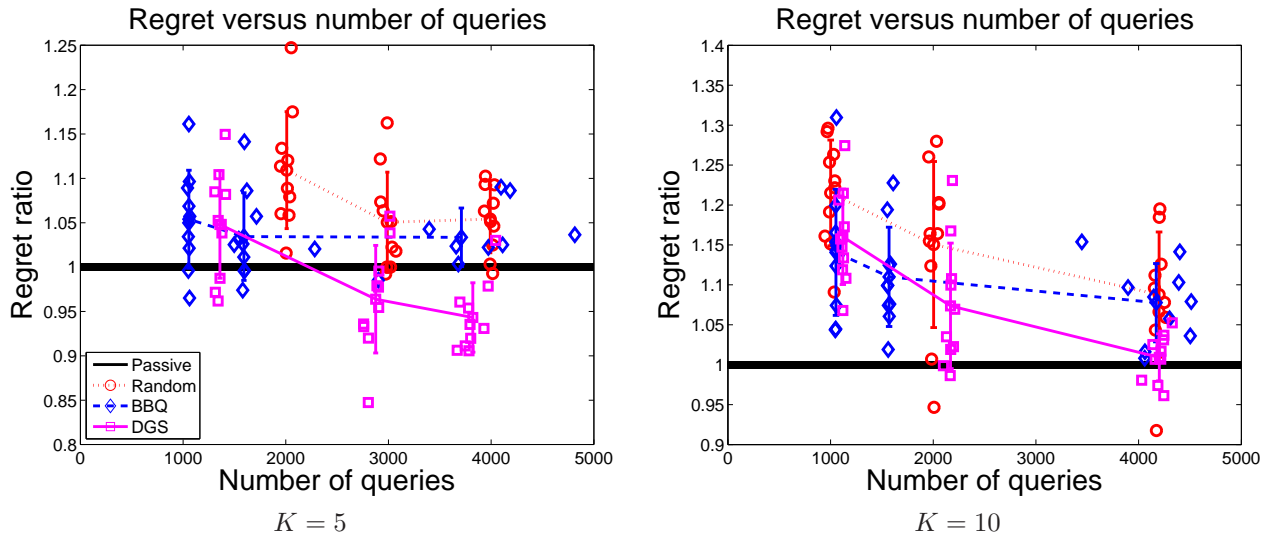 Regret versus number of queries
Regret ratio
1.25
1.2
1.15
1.1
1.05
1
0.95
0.9
0.85
0.8
Passive
Random
BBQ
DGS
0 1000 2000 3000 4000 5000
Number of queries
K = 5
Regret versus number of queries
Regret ratio
1.4
1.35
1.3
1.25
1.2
1.15
1.1
1.05
1
0.95
0.9
0 1000 2000 3000 4000 5000
Number of queries
K = 10